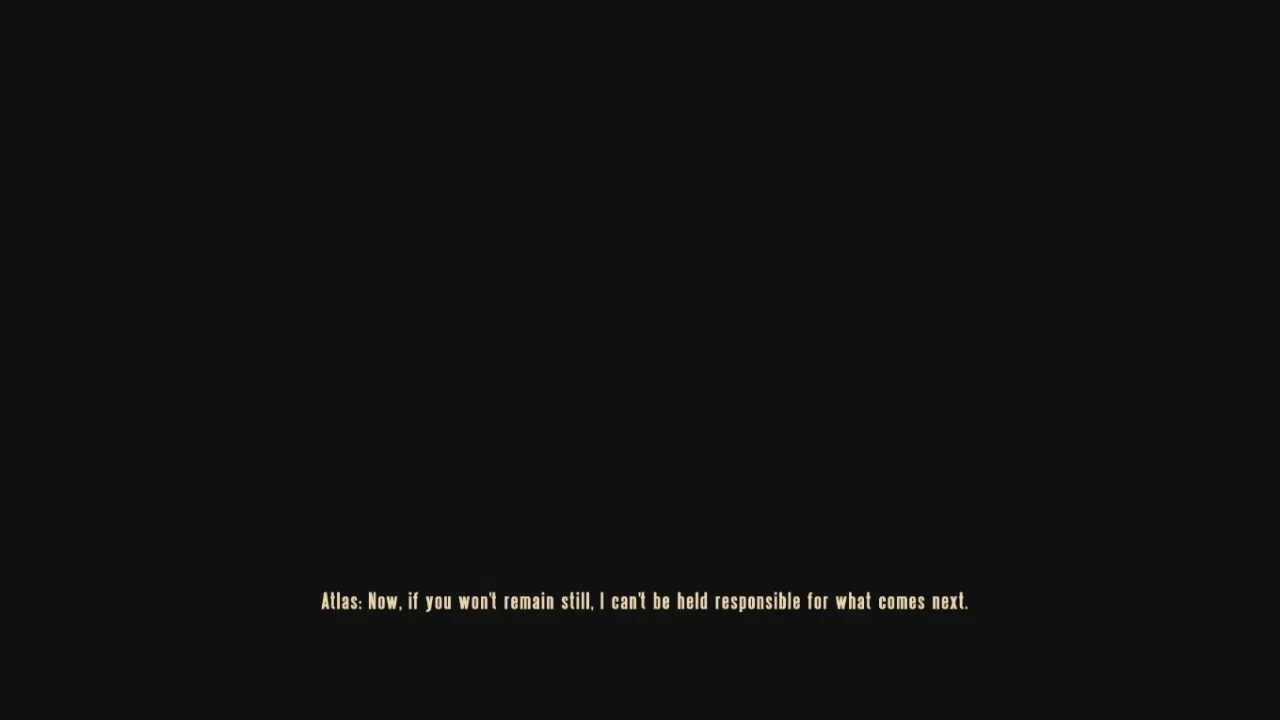 Atlas: Now, if you won't remain still, I can't be held responsible for what comes next.